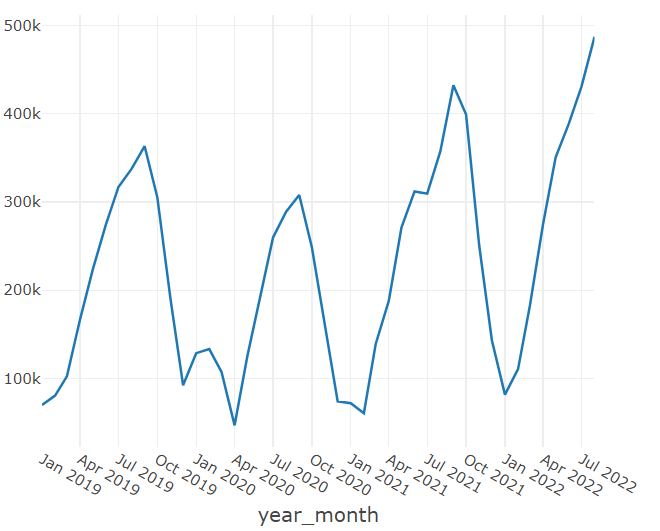 500k
400k
300k
200k
100k
Jan 2019
Apr 2019
Jul 2019
Oct 2019
Jan 2020
Apr 2020
Jul 2020
Oct 2020
Jan 2021
Apr 2021
Jul 2021
Oct 2021
Jan 2022
Apr 2022
Jul 2022
year_month